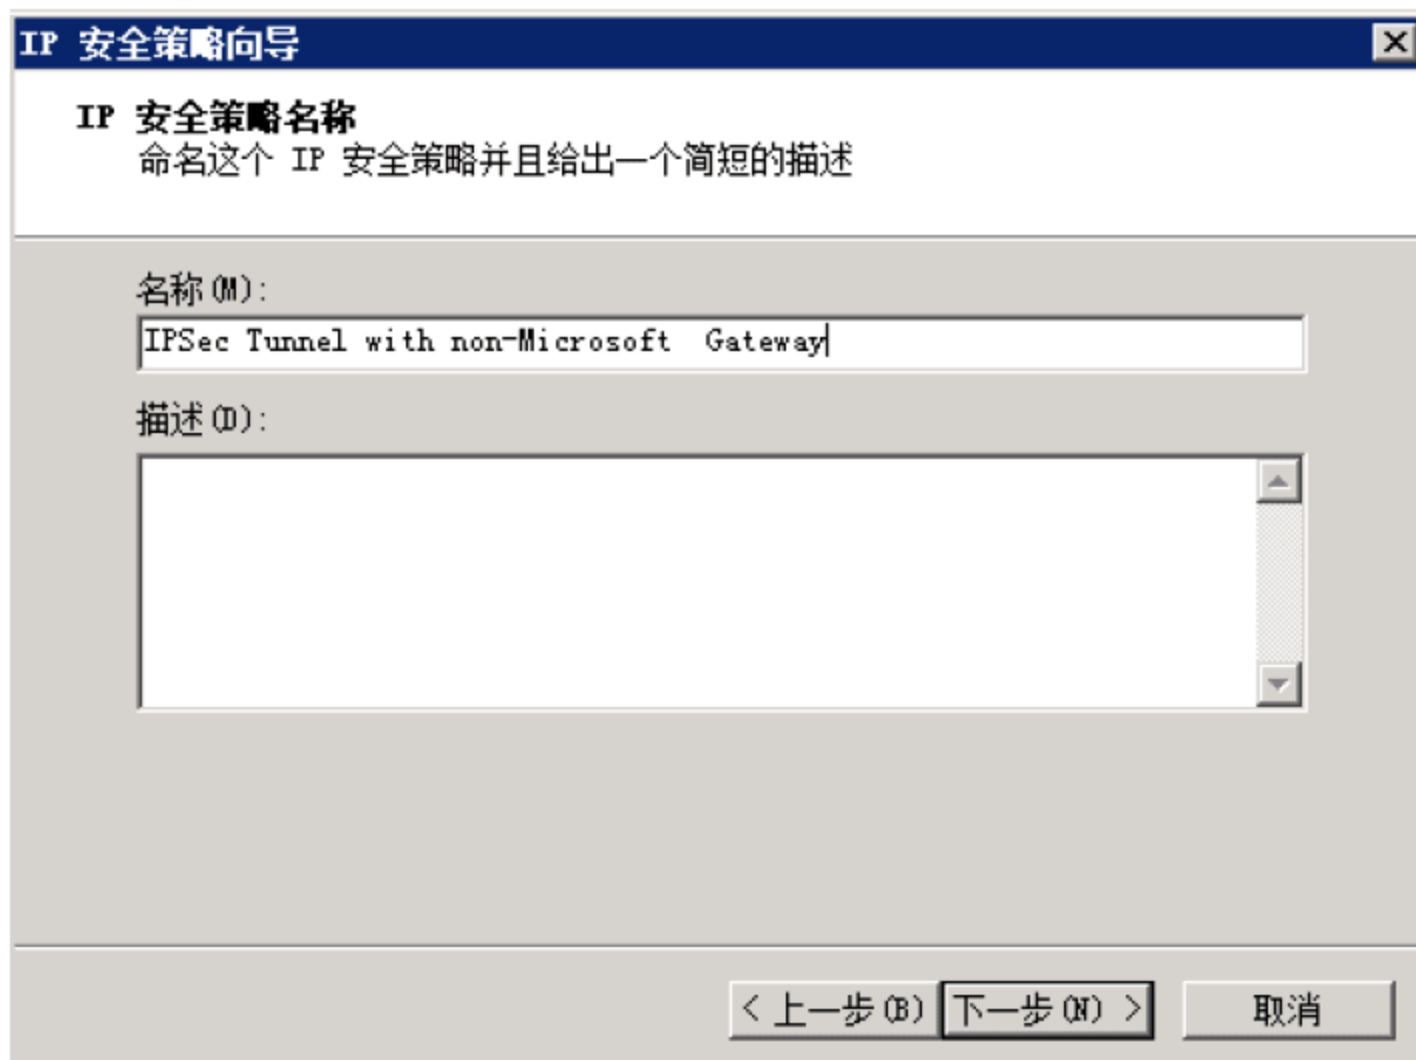 IP 安全策略向导
IP 安全策略名称
命名这个 IP 安全策略并且给出一个简短的描述
名称(M):
IPSec Tunnel with non-Microsoft  Gateway
描述(D):
< 上一步(B) 下一步(N) > 取消